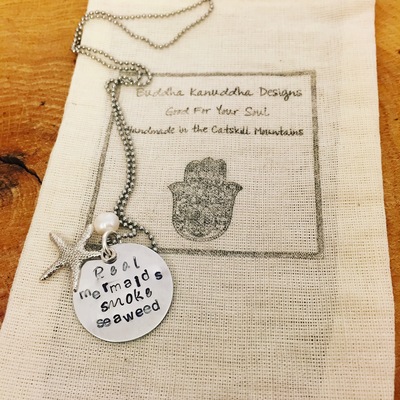 Buddha Kanuddha Designs
Good For Your Soul
Handmade in the Catskill Mountains
Real
mermaids
smoke
seaweed